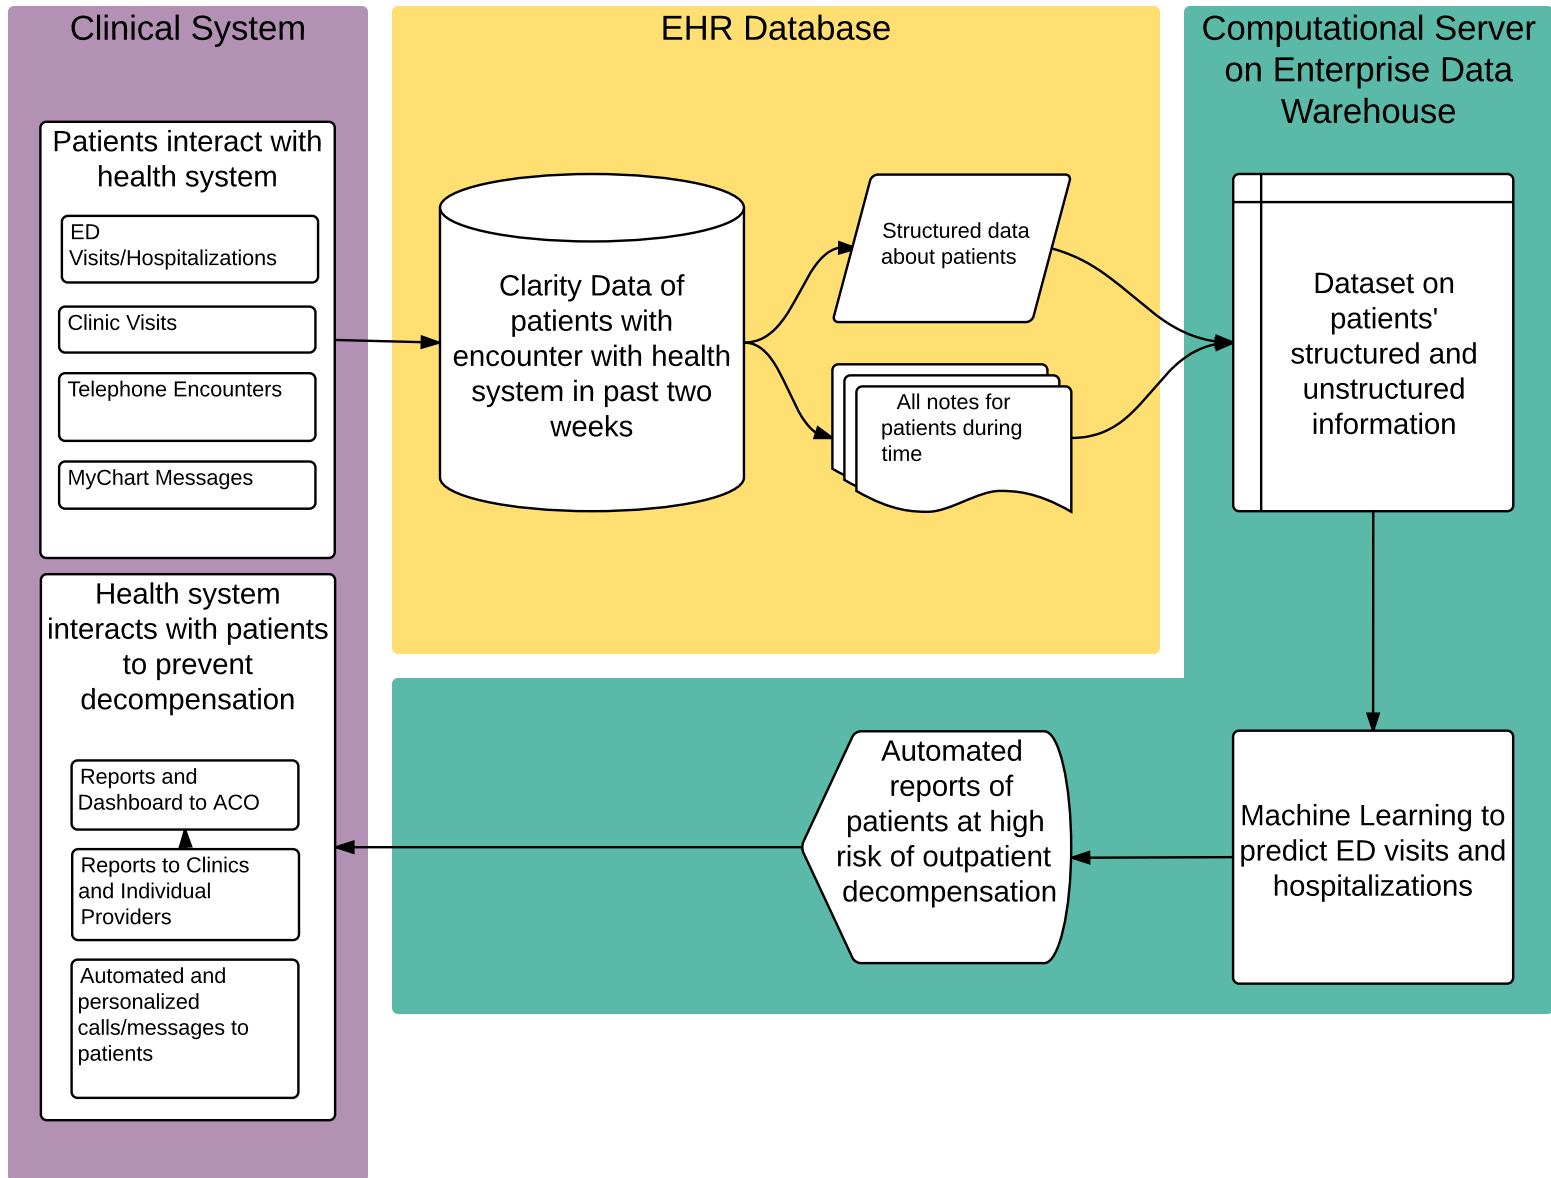 Clinical System
Patients interact with
health system
ED
Visits/Hospitalizations
Clinic Visits
Telephone Encounters
MyChart Messages
Health system
interacts with patients
to prevent
decompensation
Reports and
Dashboard to ACO
Reports to Clinics
and Individual
Providers
Automated and
personalized
calls/messages to
patients
EHR Database
Clarity Data of
patients with
encounter with health
system in past two
weeks
Structured data
about patients
All notes for
patients during
time
Computational Server
on Enterprise Data
Warehouse
Dataset on
patients'
structured and
unstructured
information
Machine Learning to
predict ED visits and
hospitalizations
Automated
reports of
patients at high
risk of outpatient
decompensation